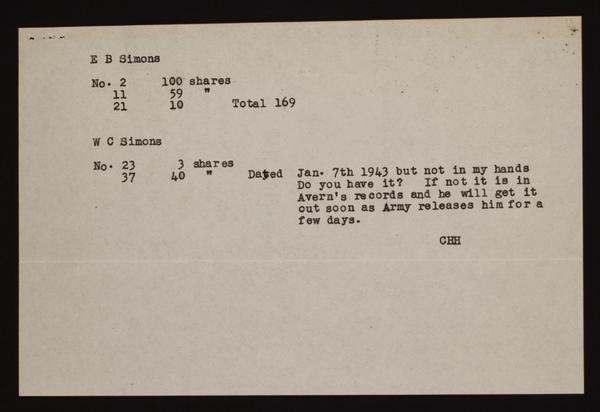 E B Simons
No. 2 100 shares
11 59 "
21 10 Total 169
W C Simons
No. 23 3 shares
37 40 " Dated Jan. 7th 1943 but not in my hands
Do you have it? If not it is in
Avern's records and he will get it
out soon as Army releases him for a
few days.
CHH